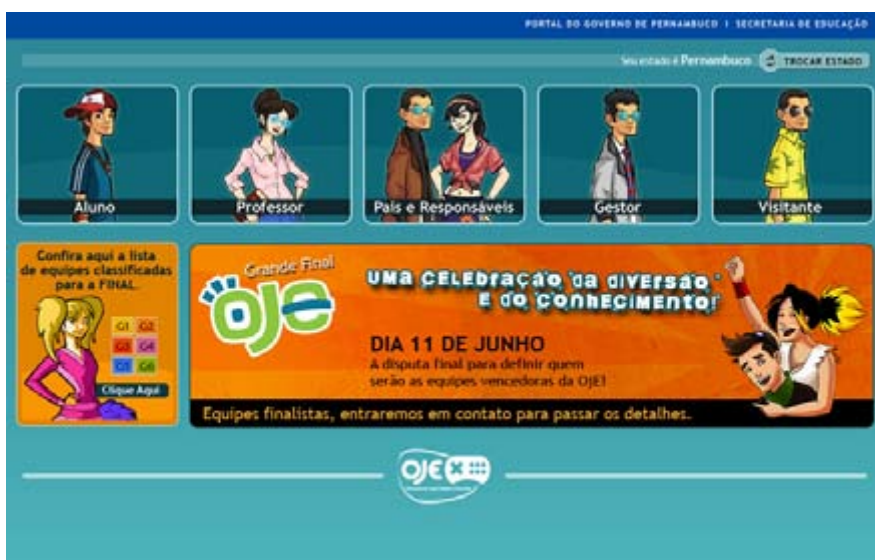 PORTAL DO GOVERNO DE PERNAMBUCO | SECRETARIA DE EDUCAÇÃO
Seu estado é Pernambuco TROCAR ESTADO
Aluno
Professor
Pais e Responsáveis
Gestor
Visitante
Confira aqui a lista
de equipes classificadas
para a FINAL.
G1 G2
G3 G4
G5 G6
Clique Aqui
Grande Final
OJE
UMA CELEBRAÇÃO DA DIVERSÃO
E DO CONHECIMENTO!
DIA 11 DE JUNHO
A disputa final para definir quem
serão as equipes vencedoras da OJE!
Equipes finalistas, entraremos em contato para passar os detalhes.
OJE